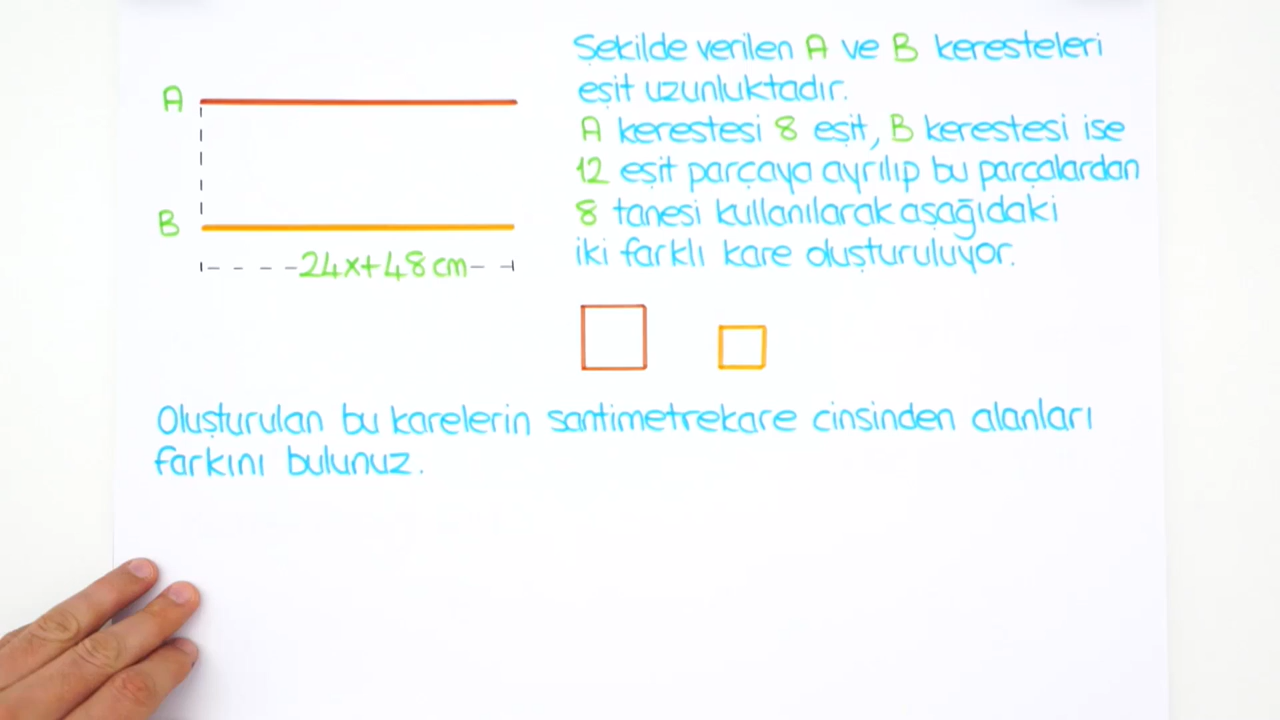 A
B
24x+48 cm
Şekilde verilen A ve B keresteleri
eşit uzunluktadır.
A kerestesi 8 eşit, B kerestesi ise
12 eşit parçaya ayrılıp bu parçalardan
8 tanesi kullanılarak aşağıdaki
iki farklı kare oluşturuluyor.
Oluşturulan bu karelerin santimetrekare cinsinden alanları
farkını bulunuz.